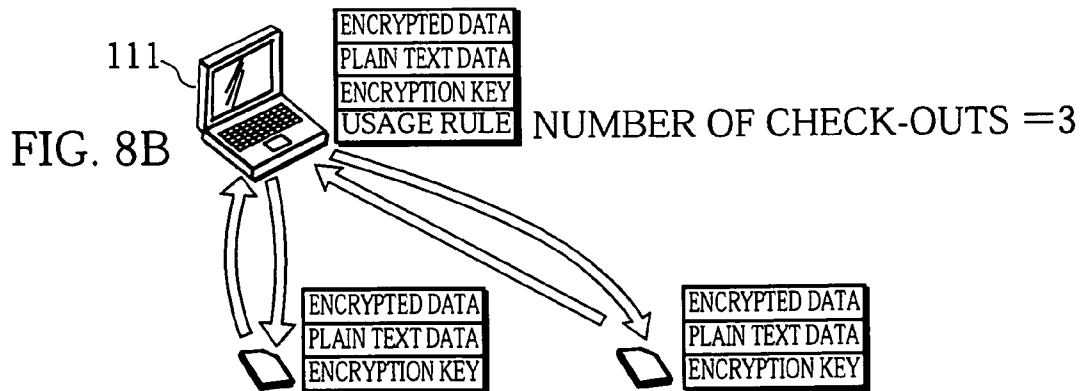 111
ENCRYPTED DATA
PLAIN TEXT DATA
ENCRYPTION KEY
USAGE RULE
NUMBER OF CHECK-OUTS =3
FIG. 8B
ENCRYPTED DATA
PLAIN TEXT DATA
ENCRYPTION KEY
ENCRYPTED DATA
PLAIN TEXT DATA
ENCRYPTION KEY